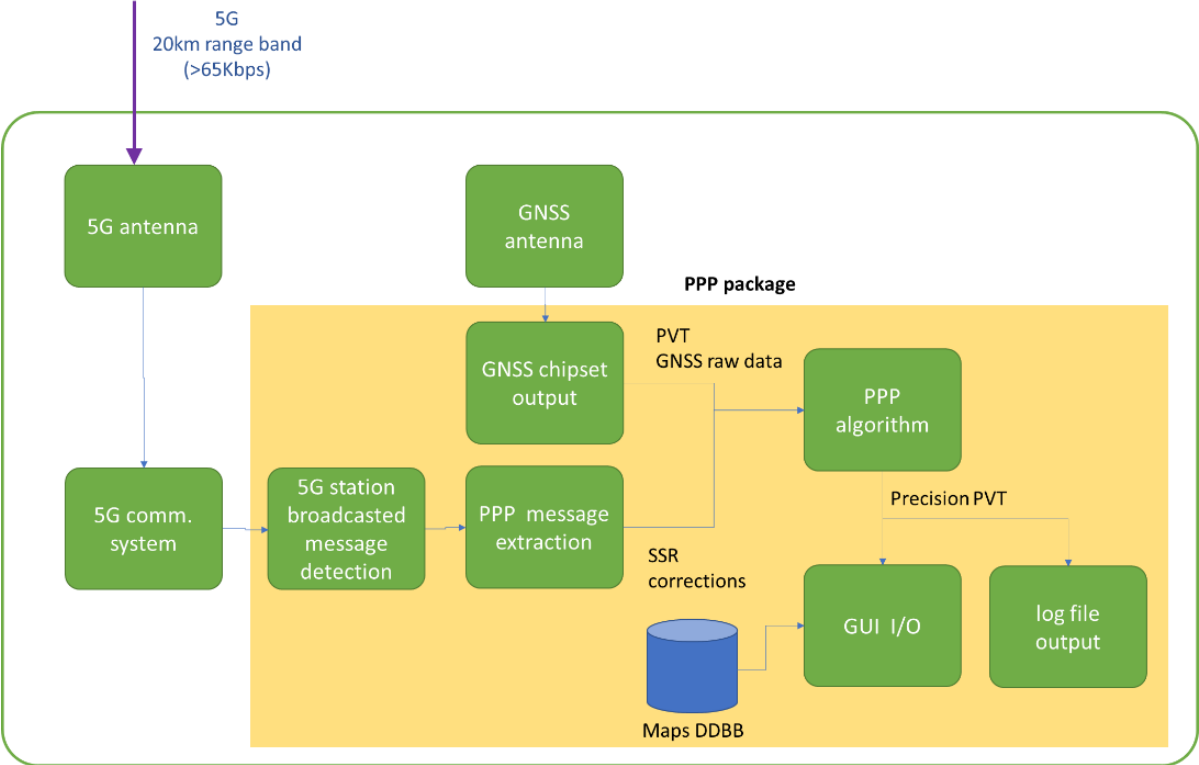 5G
20km range band
(>65Kbps)
5G antenna
GNSS
antenna
PPP package
GNSS chipset
output
PVT
GNSS raw data
PPP
algorithm
5G comm.
system
5G station
broadcasted
message
detection
PPP  message
extraction
Precision PVT
SSR
corrections
GUI  I/O
log file
output
Maps DDBB